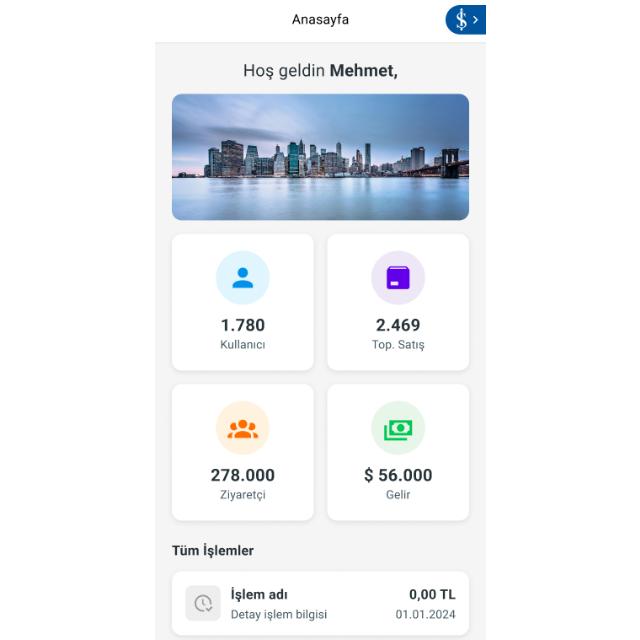 Anasayfa
$
Hoş geldin Mehmet,
1.780
Kullanıcı
2.469
Top. Satış
278.000
Ziyaretçi
$ 56.000
Gelir
Tüm İşlemler
İşlem adı
0,00 TL
Detay işlem bilgisi
01.01.2024